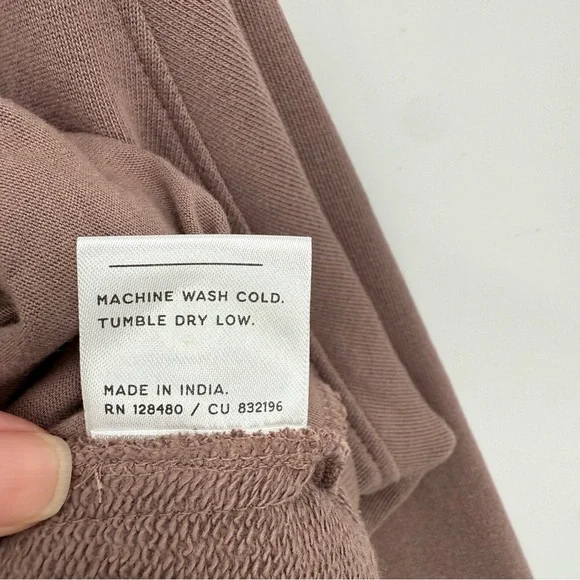 MACHINE WASH COLD.
TUMBLE DRY LOW.
MADE IN INDIA.
RN 128480 / CU 832196